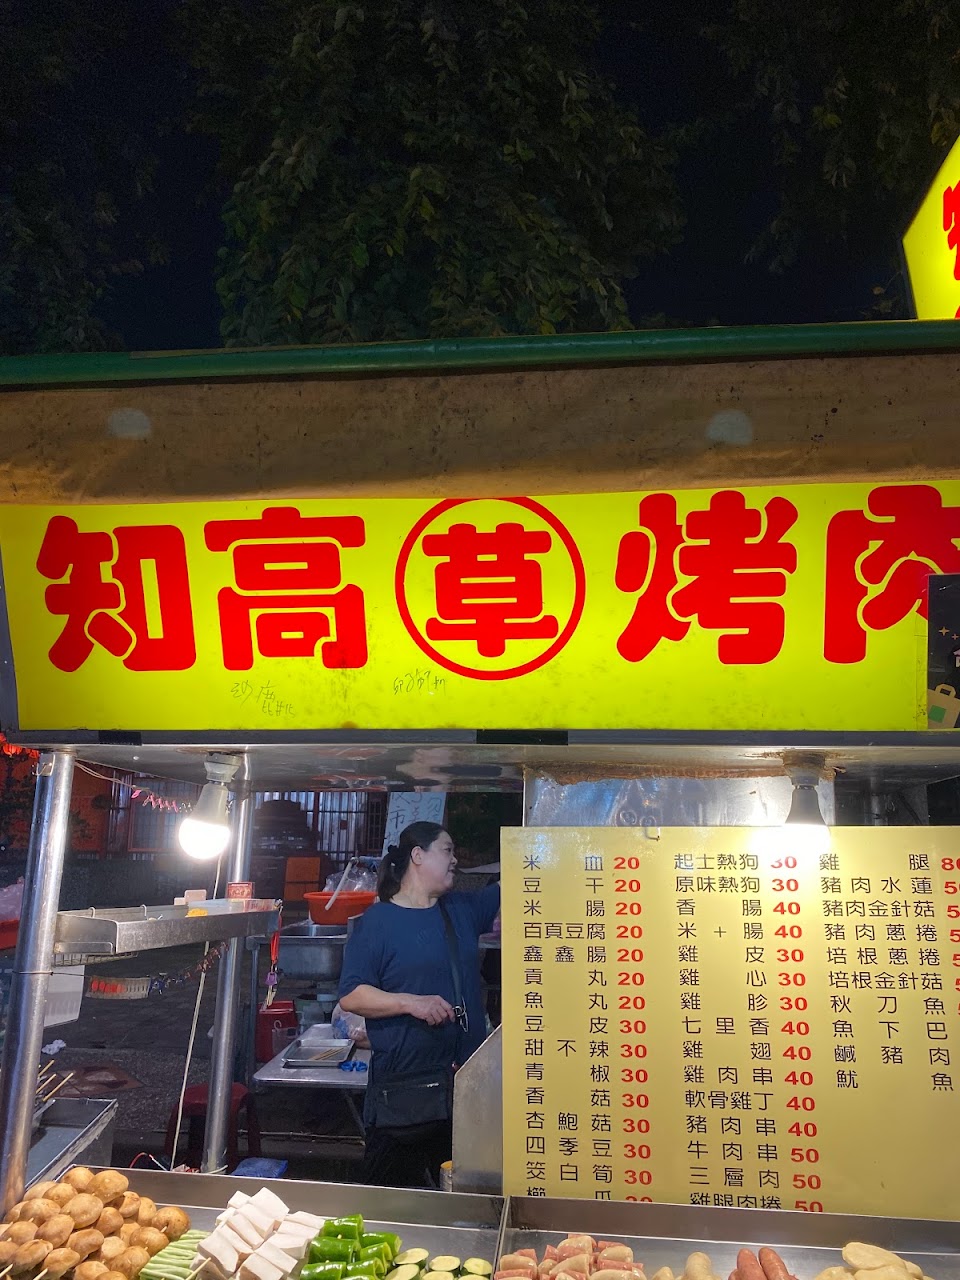 知高草烤肉
米血 20
豆干 20
米腸 20
百頁豆腐 20
鑫鑫腸 20
貢丸 20
魚丸 20
豆皮 30
甜不辣 30
青椒 30
香菇 30
杏鮑菇 30
四季豆 30
筊白筍 30
起士熱狗 30
原味熱狗 30
香腸 40
米+腸 40
雞皮 30
雞心 30
雞胗 30
七里香 40
雞翅 40
雞肉串 40
軟骨雞丁 40
豬肉串 40
牛肉串 50
三層肉 50
雞腿肉捲 50
雞腿 80
豬肉水蓮
豬肉金針菇
豬肉蔥捲
培根蔥捲
培根金針菇
秋刀魚
魚下巴
鹹豬肉
魷魚